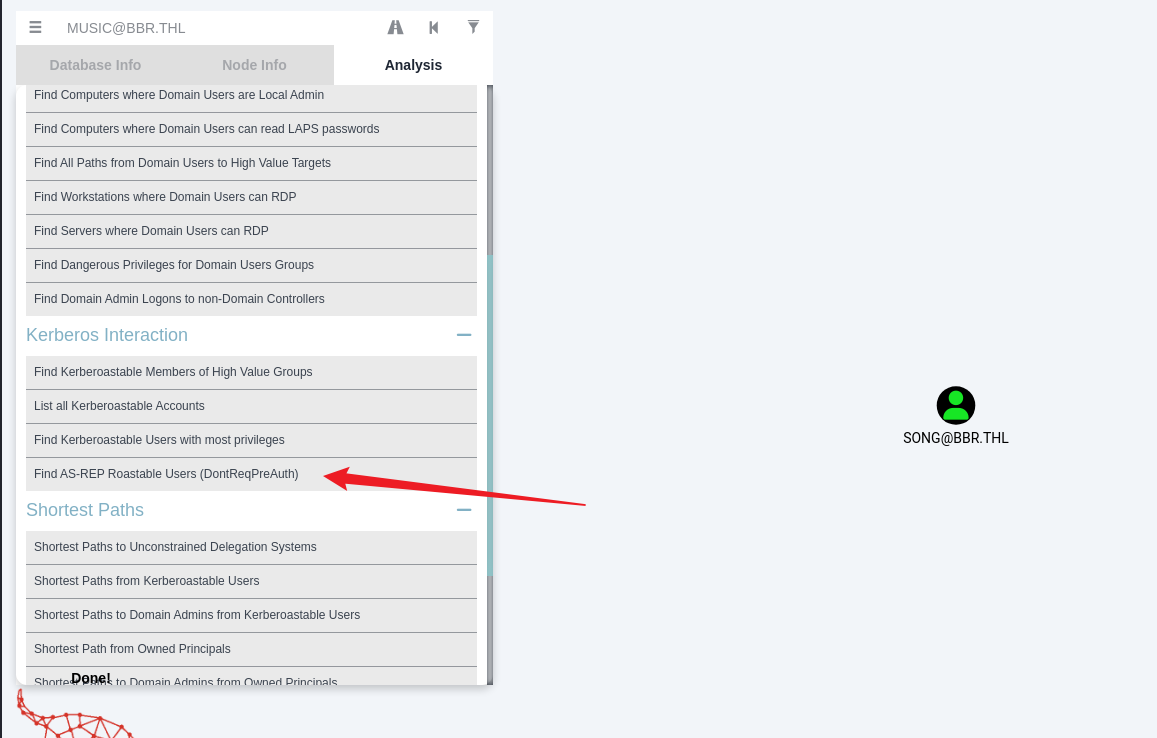 MUSIC@BBR.THL
Database Info
Node Info
Analysis
Find Computers where Domain Users are Local Admin
Find Computers where Domain Users can read LAPS passwords
Find All Paths from Domain Users to High Value Targets
Find Workstations where Domain Users can RDP
Find Servers where Domain Users can RDP
Find Dangerous Privileges for Domain Users Groups
Find Domain Admin Logons to non-Domain Controllers
Kerberos Interaction
Find Kerberoastable Members of High Value Groups
List all Kerberoastable Accounts
Find Kerberoastable Users with most privileges
Find AS-REP Roastable Users (DontReqPreAuth)
Shortest Paths
Shortest Paths to Unconstrained Delegation Systems
Shortest Paths from Kerberoastable Users
Shortest Paths to Domain Admins from Kerberoastable Users
Shortest Path from Owned Principals
Shortest Paths to Domain Admins from Owned Principals
Done!
SONG@BBR.THL